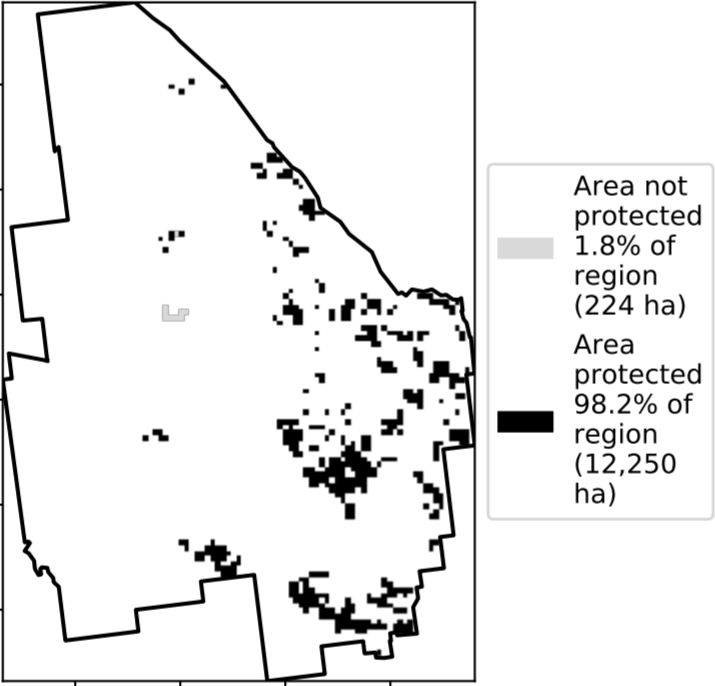 Area not
protected
1.8% of
region
(224 ha)
Area
protected
98.2% of
region
(12,250
ha)